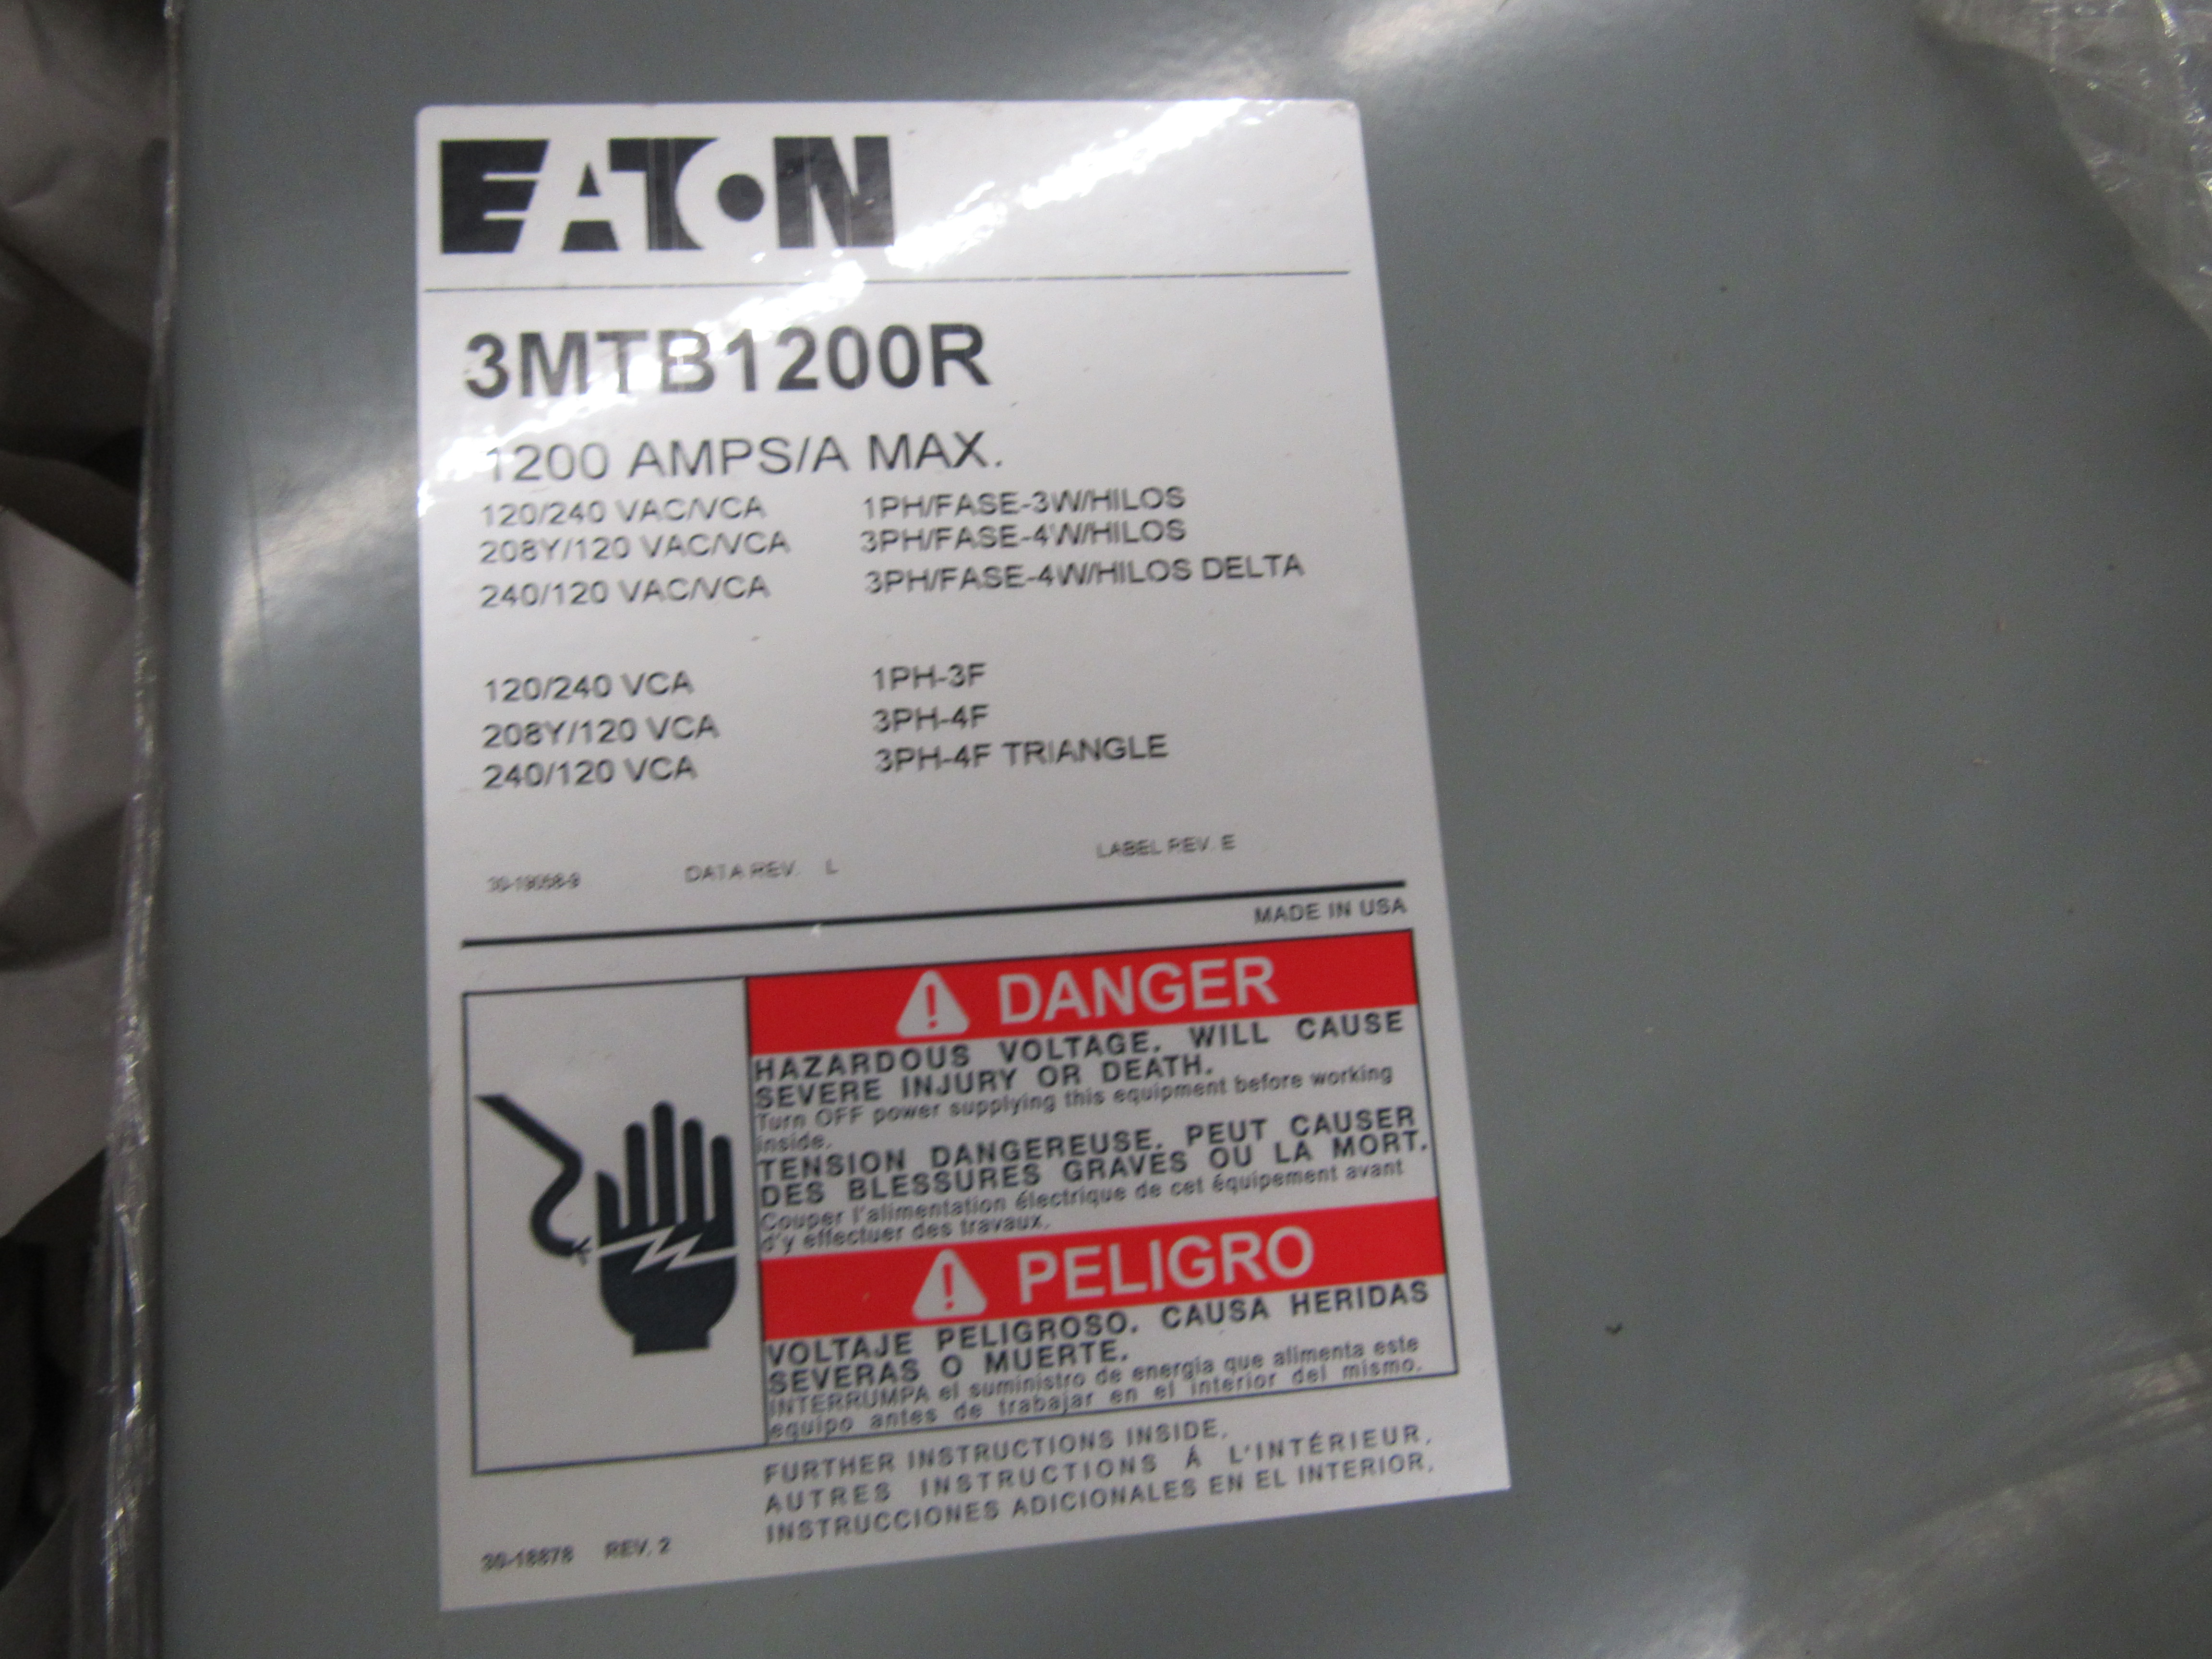 EATON
3MTB1200R
1200 AMPS/A MAX.
120/240 VAC/VCA 1PH/FASE-3W/HILOS
208Y/120 VAC/VCA 3PH/FASE-4W/HILOS
240/120 VAC/VCA 3PH/FASE-4W/HILOS DELTA
120/240 VCA 1PH-3F
208Y/120 VCA 3PH-4F
240/120 VCA 3PH-4F TRIANGLE
DATA REV. L LABEL REV. E
MADE IN USA
DANGER
HAZARDOUS VOLTAGE. WILL CAUSE
SEVERE INJURY OR DEATH.
Turn OFF power supplying this equipment before working
inside.
TENSION DANGEREUSE. PEUT CAUSER
DES BLESSURES GRAVES OU LA MORT.
Couper l'alimentation électrique de cet équipement avant
d'y effectuer des travaux.
PELIGRO
VOLTAJE PELIGROSO. CAUSA HERIDAS
SEVERAS O MUERTE.
INTERRUMPA el suministro de energía que alimenta este
equipo antes de trabajar en el interior del mismo.
FURTHER INSTRUCTIONS INSIDE.
AUTRES INSTRUCTIONS À L'INTÉRIEUR.
INSTRUCCIONES ADICIONALES EN EL INTERIOR.
30-18878 REV. 2